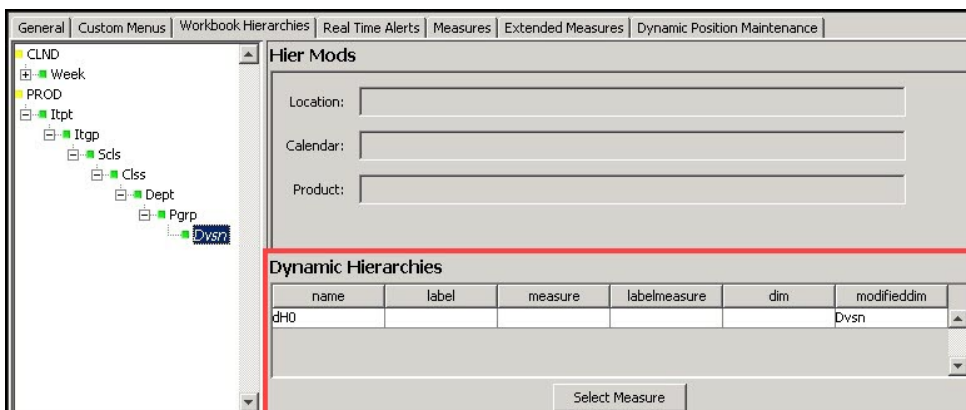 General Custom Menus Workbook Hierarchies Real Time Alerts Measures Extended Measures Dynamic Position Maintenance
CLND
Week
PROD
Itpt
Itgp
Scls
Clss
Dept
Pgrp
Dvsn
Hier Mods
Location:
Calendar:
Product:
Dynamic Hierarchies
name label measure labelmeasure dim modifieddim
dH0 Dvsn
Select Measure